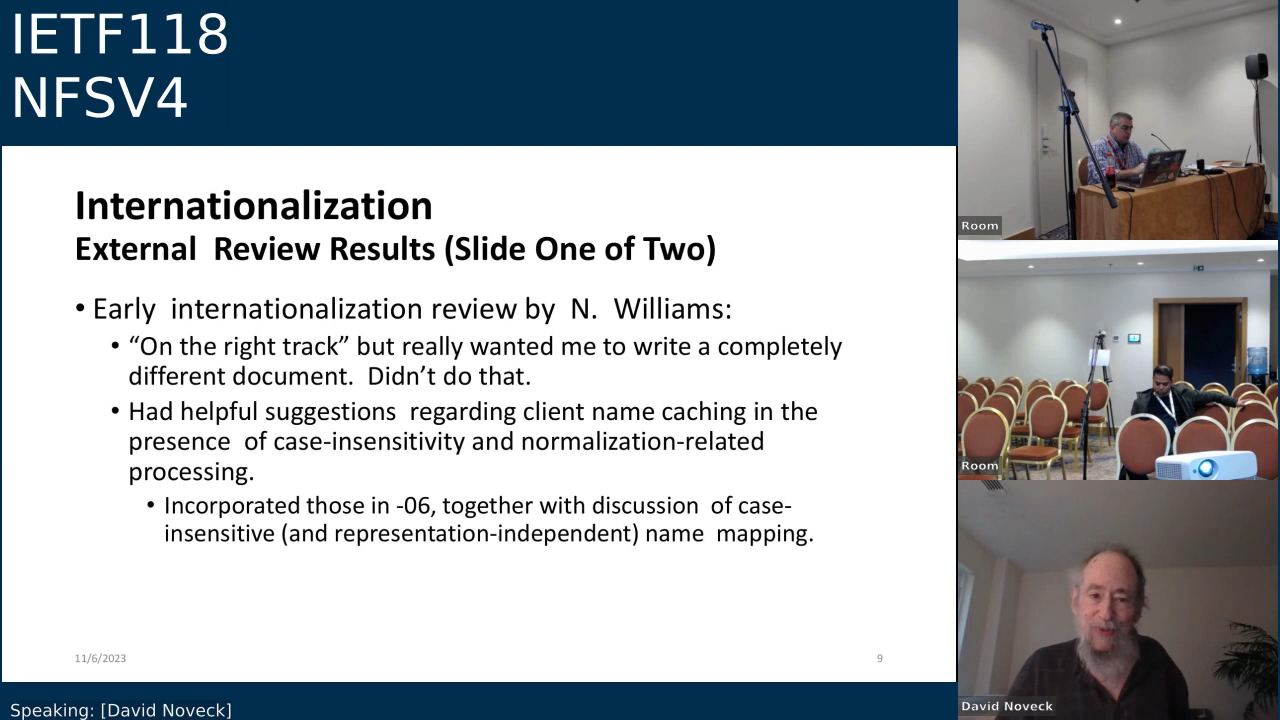 IETF118
NFSV4
Internationalization
External  Review Results (Slide One of Two)
• Early  internationalization review by  N.  Williams:
• “On the right track” but really wanted me to write a completely
different document.  Didn’t do that.
• Had helpful suggestions  regarding client name caching in the
presence  of case-insensitivity and normalization-related
processing.
• Incorporated those in -06, together with discussion  of case-
insensitive (and representation-independent) name  mapping.
11/6/2023
9
Speaking: [David Noveck]
Room
Room
David Noveck